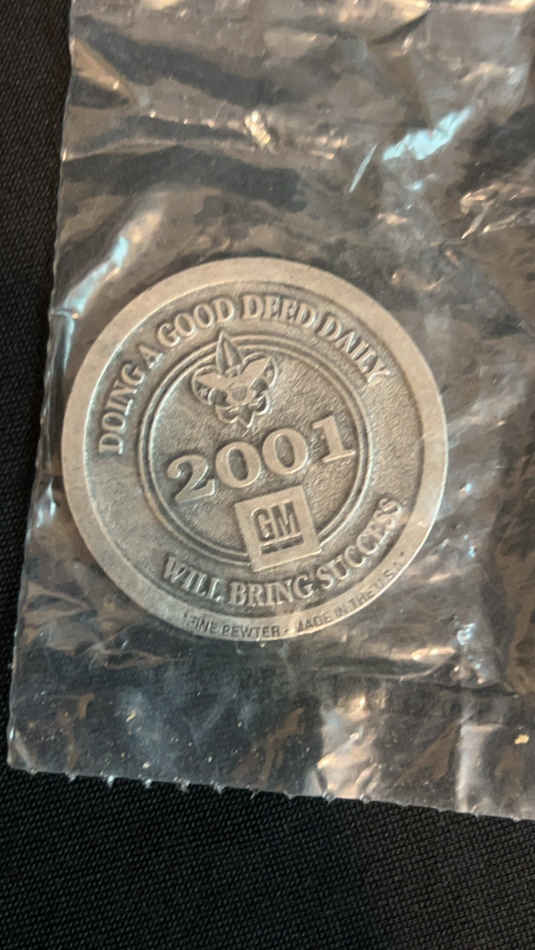 DOING A GOOD DEED DAILY
2001
GM
WILL BRING SUCCESS
FINE PEWTER - MADE IN THE U.S.A.